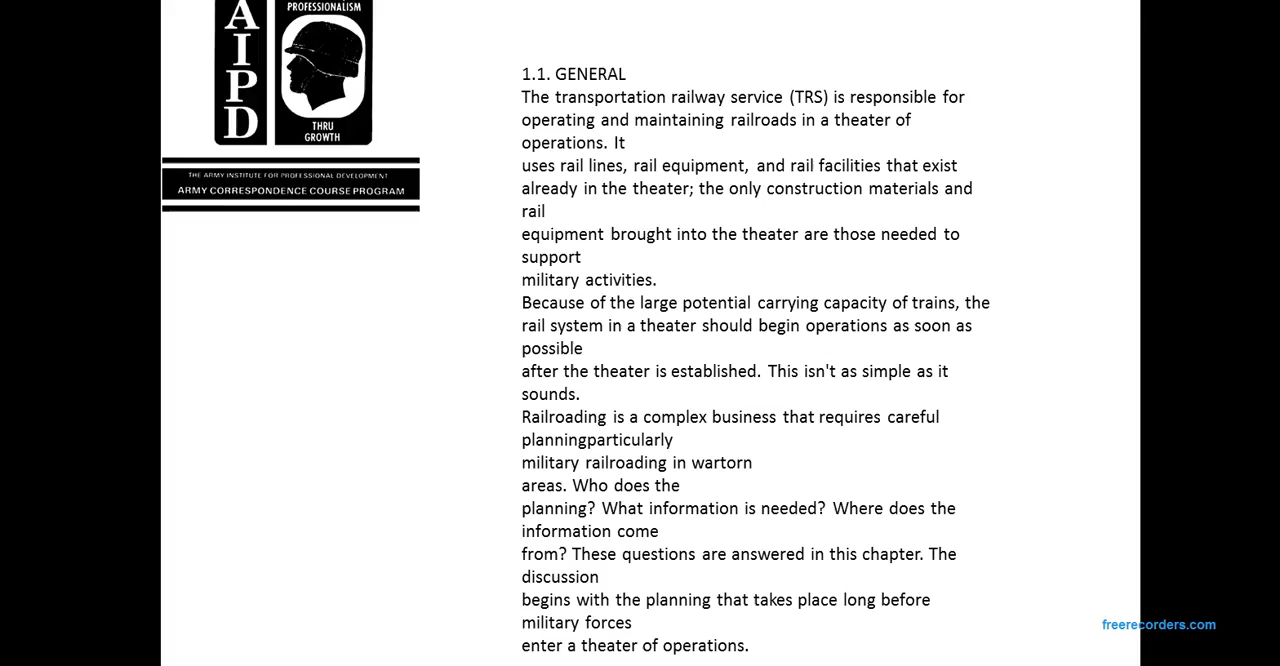 AIPD
PROFESSIONALISM
THRU
GROWTH
THE ARMY INSTITUTE FOR PROFESSIONAL DEVELOPMENT
ARMY CORRESPONDENCE COURSE PROGRAM
1.1. GENERAL
The transportation railway service (TRS) is responsible for
operating and maintaining railroads in a theater of
operations. It
uses rail lines, rail equipment, and rail facilities that exist
already in the theater; the only construction materials and
rail
equipment brought into the theater are those needed to
support
military activities.
Because of the large potential carrying capacity of trains, the
rail system in a theater should begin operations as soon as
possible
after the theater is established. This isn't as simple as it
sounds.
Railroading is a complex business that requires careful
planningparticularly
military railroading in wartorn
areas. Who does the
planning? What information is needed? Where does the
information come
from? These questions are answered in this chapter. The
discussion
begins with the planning that takes place long before
military forces
enter a theater of operations.
freerecorders.com